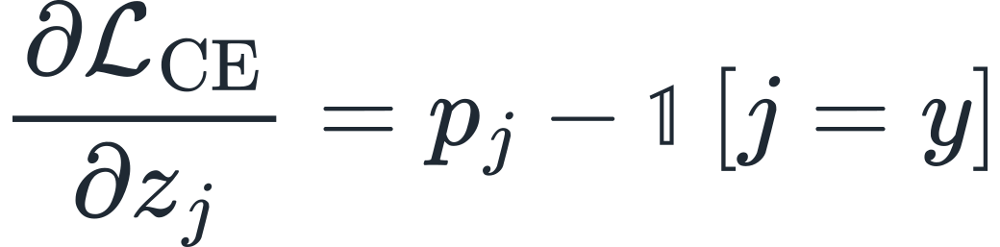 ∂ℒ_CE/∂z_j = p_j − 𝟙 [j = y]